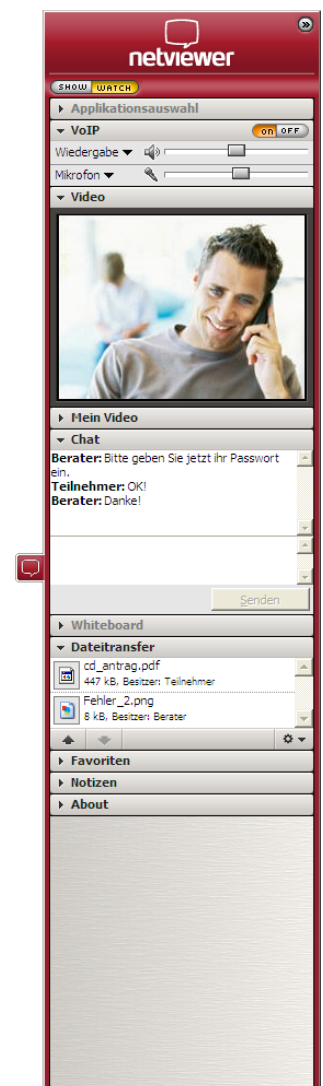 netviewer
SHOW WATCH
Applikationsauswahl
VoIP on OFF
Wiedergabe
Mikrofon
Video
Mein Video
Chat
Berater: Bitte geben Sie jetzt ihr Passwort
ein.
Teilnehmer: OK!
Berater: Danke!
Senden
Whiteboard
Dateitransfer
cd_antrag.pdf
447 kB, Besitzer: Teilnehmer
Fehler_2.png
8 kB, Besitzer: Berater
Favoriten
Notizen
About